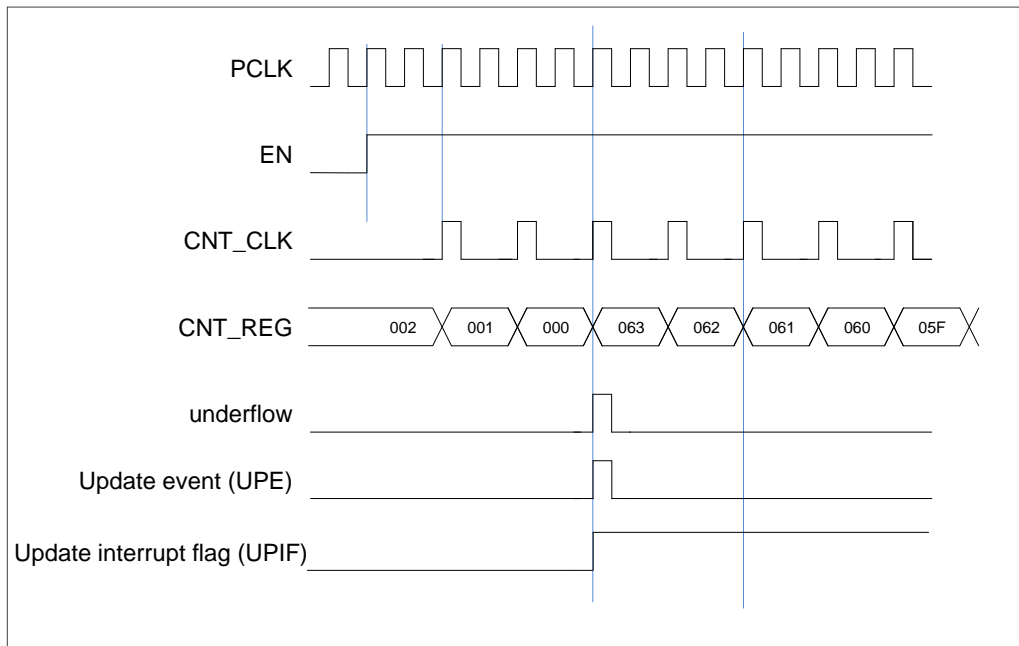 PCLK
EN
CNT_CLK
CNT_REG
002 001 000 063 062 061 060 05F
underflow
Update event (UPE)
Update interrupt flag (UPIF)